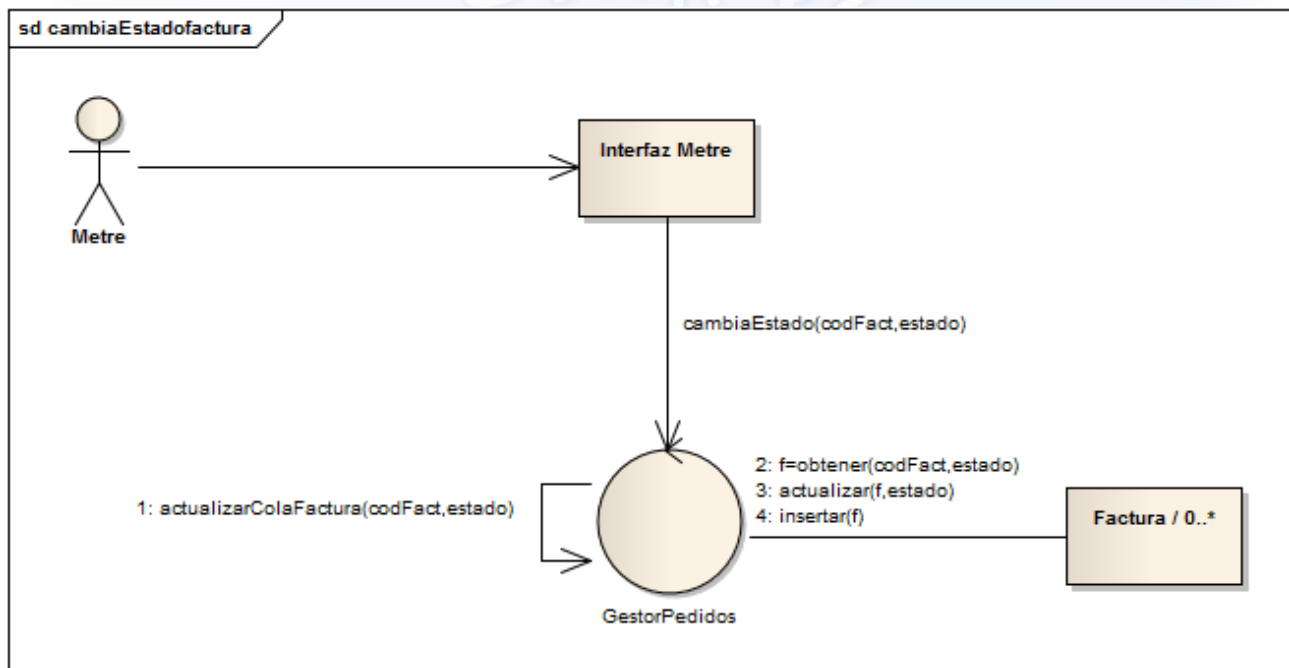 sd cambiaEstadofactura
Interfaz Metre
Metre
cambiaEstado(codFact,estado)
1: actualizarColaFactura(codFact,estado)
2: f=obtener(codFact,estado)
3: actualizar(f,estado)
4: insertar(f)
Factura / 0..*
GestorPedidos